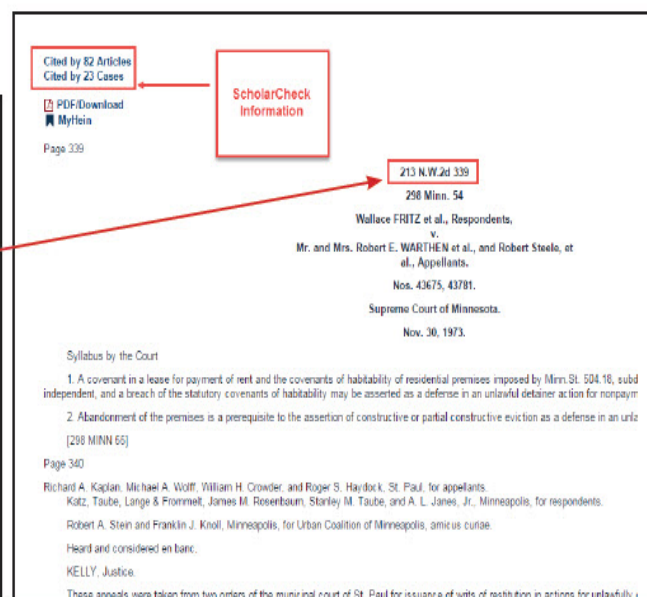 Cited by 82 Articles
Cited by 23 Cases
PDF/Download
MyHein
Page 339
ScholarCheck
Information
213 N.W.2d 339
298 Minn. 54
Wallace FRITZ et al., Respondents,
v.
Mr. and Mrs. Robert E. WARTHEN et al., and Robert Steele, et
al., Appellants.
Nos. 43675, 43781.
Supreme Court of Minnesota.
Nov. 30, 1973.
Syllabus by the Court
1. A covenant in a lease for payment of rent and the covenants of habitability of residential premises imposed by Minn.St. 504.18, subd
independent, and a breach of the statutory covenants of habitability may be asserted as a defense in an unlawful detainer action for nonpaym
2. Abandonment of the premises is a prerequisite to the assertion of constructive or partial constructive eviction as a defense in an unla
[298 MINN 55]
Page 340
Richard A. Kaplan, Michael A. Wolff, William H. Crowder, and Roger S. Haydock, St. Paul, for appellants.
Katz, Taube, Lange & Frommelt, James M. Rosenbaum, Stanley M. Taube, and A. L. Janes, Jr., Minneapolis, for respondents.
Robert A. Stein and Franklin J. Knoll, Minneapolis, for Urban Coalition of Minneapolis, amicus curiae.
Heard and considered en banc.
KELLY, Justice.
These appeals were taken from two orders of the municipal court of St. Paul for issuance of writs of restitution in actions for unlawfully